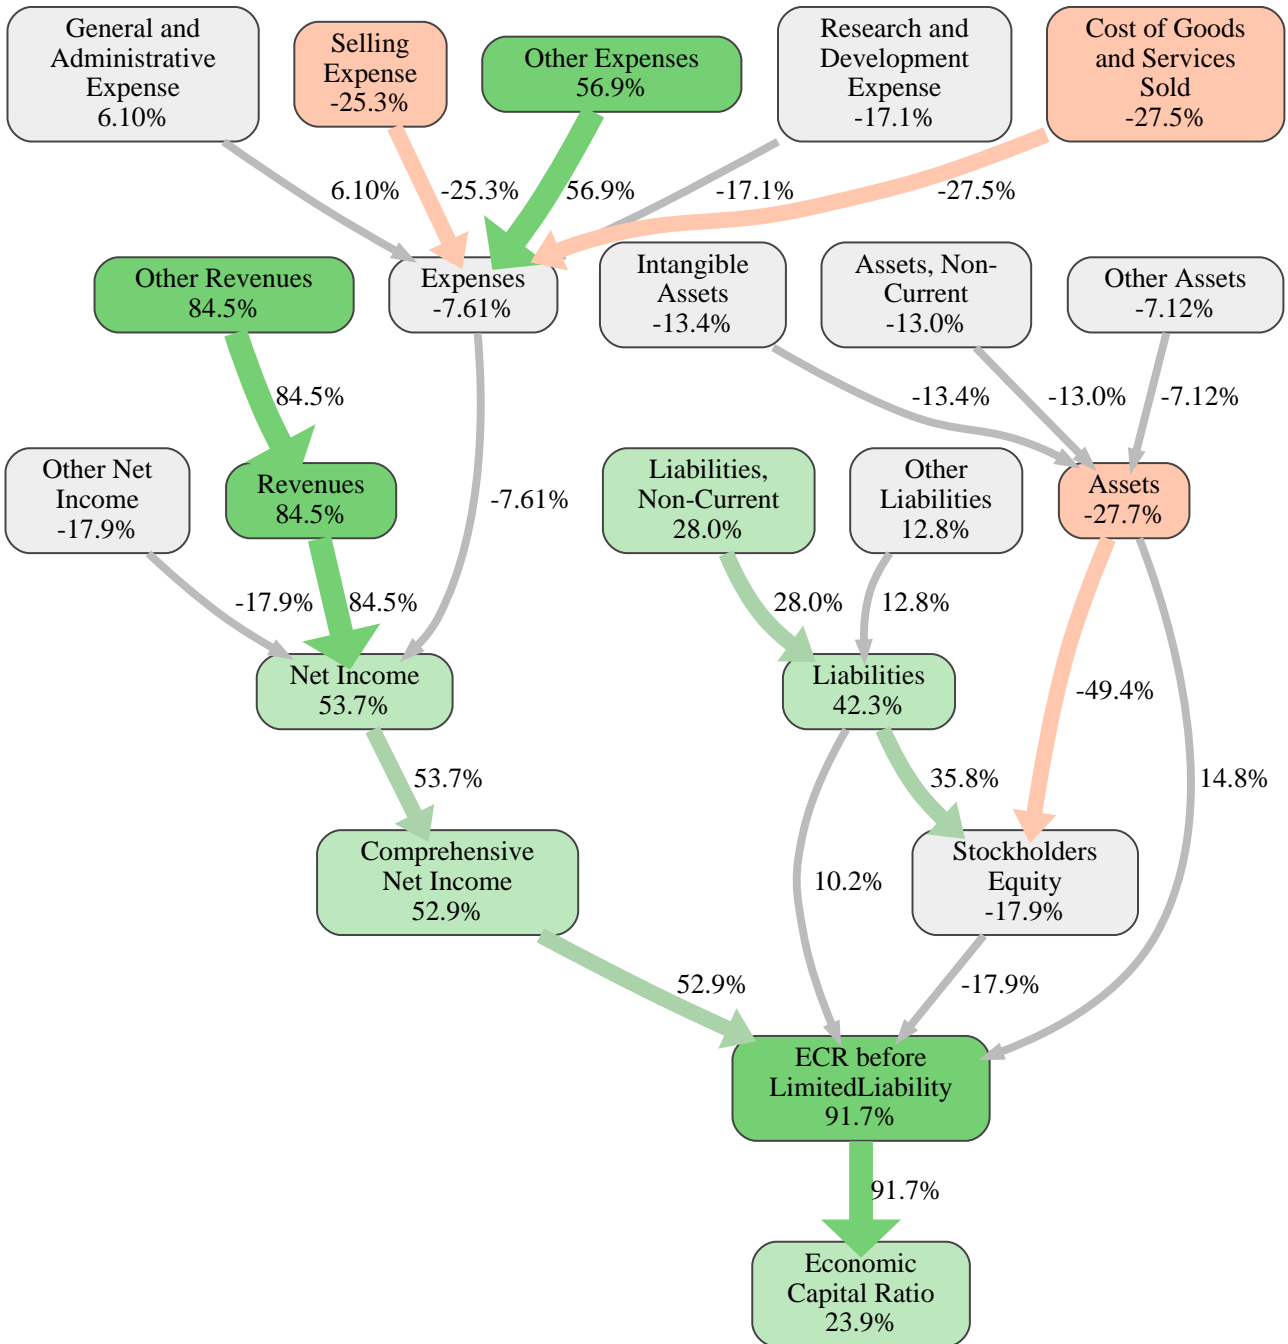 General and
Administrative
Expense
6.10%
Selling
Expense
-25.3%
Other Expenses
56.9%
Research and
Development
Expense
-17.1%
Cost of Goods
and Services
Sold
-27.5%
6.10%
-25.3%
56.9%
-17.1%
-27.5%
Other Revenues
84.5%
Expenses
-7.61%
Intangible
Assets
-13.4%
Assets, Non-
Current
-13.0%
Other Assets
-7.12%
84.5%
-13.4%
-13.0%
-7.12%
Other Net
Income
-17.9%
Revenues
84.5%
-7.61%
Liabilities,
Non-Current
28.0%
Other
Liabilities
12.8%
Assets
-27.7%
-17.9%
84.5%
28.0%
12.8%
Net Income
53.7%
Liabilities
42.3%
-49.4%
53.7%
35.8%
14.8%
Comprehensive
Net Income
52.9%
10.2%
Stockholders
Equity
-17.9%
52.9%
-17.9%
ECR before
LimitedLiability
91.7%
91.7%
Economic
Capital Ratio
23.9%